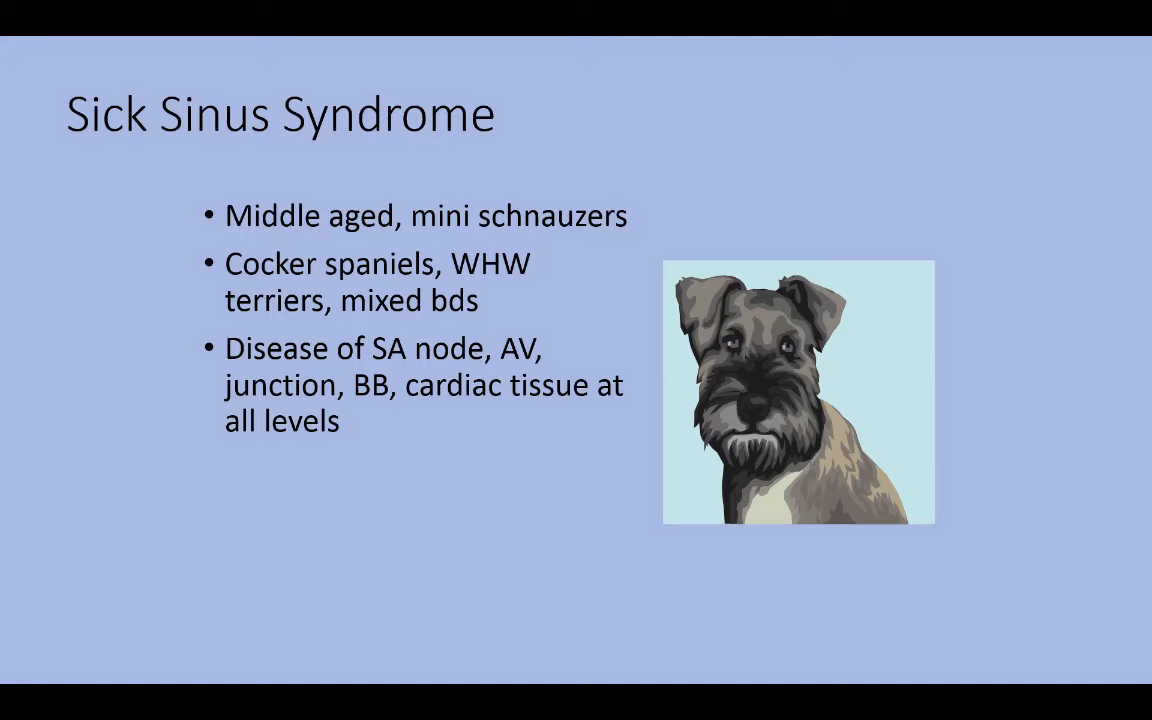 Sick Sinus Syndrome
• Middle aged, mini schnauzers
• Cocker spaniels, WHW
terriers, mixed bds
• Disease of SA node, AV,
junction, BB, cardiac tissue at
all levels